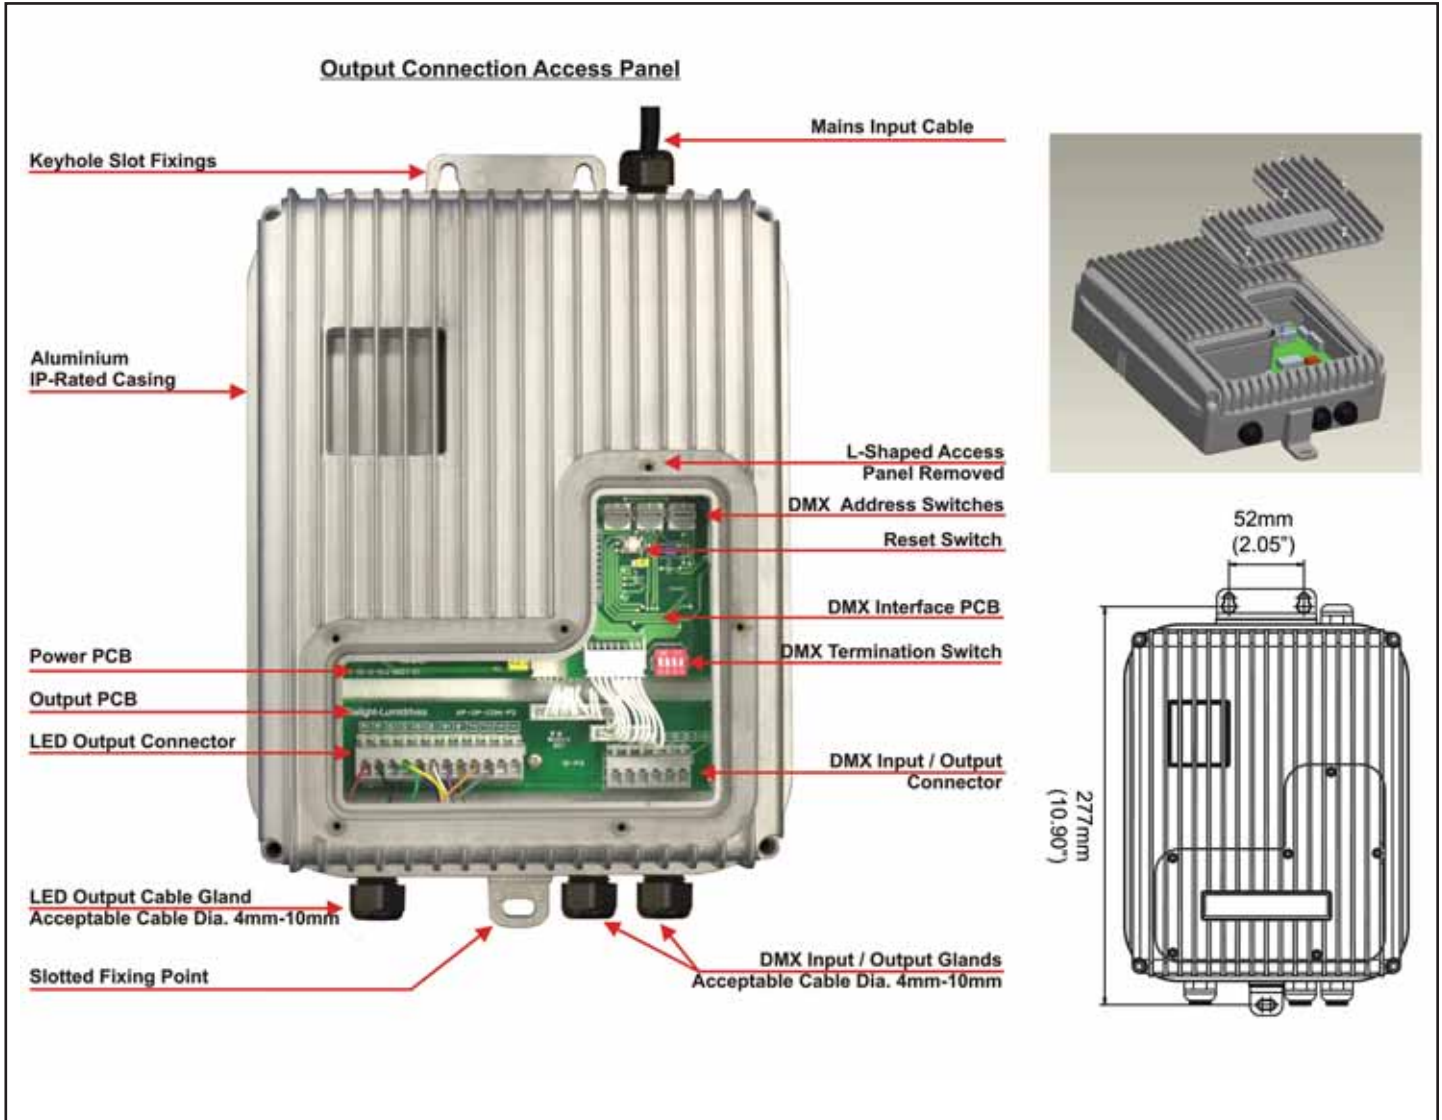 Output Connection Access Panel
Mains Input Cable
Keyhole Slot Fixings
Aluminium
IP-Rated Casing
L-Shaped Access
Panel Removed
DMX Address Switches
Reset Switch
DMX Interface PCB
DMX Termination Switch
Power PCB
Output PCB
LED Output Connector
DMX Input / Output
Connector
LED Output Cable Gland
Acceptable Cable Dia. 4mm-10mm
Slotted Fixing Point
DMX Input / Output Glands
Acceptable Cable Dia. 4mm-10mm
52mm
(2.05")
277mm
(10.90")